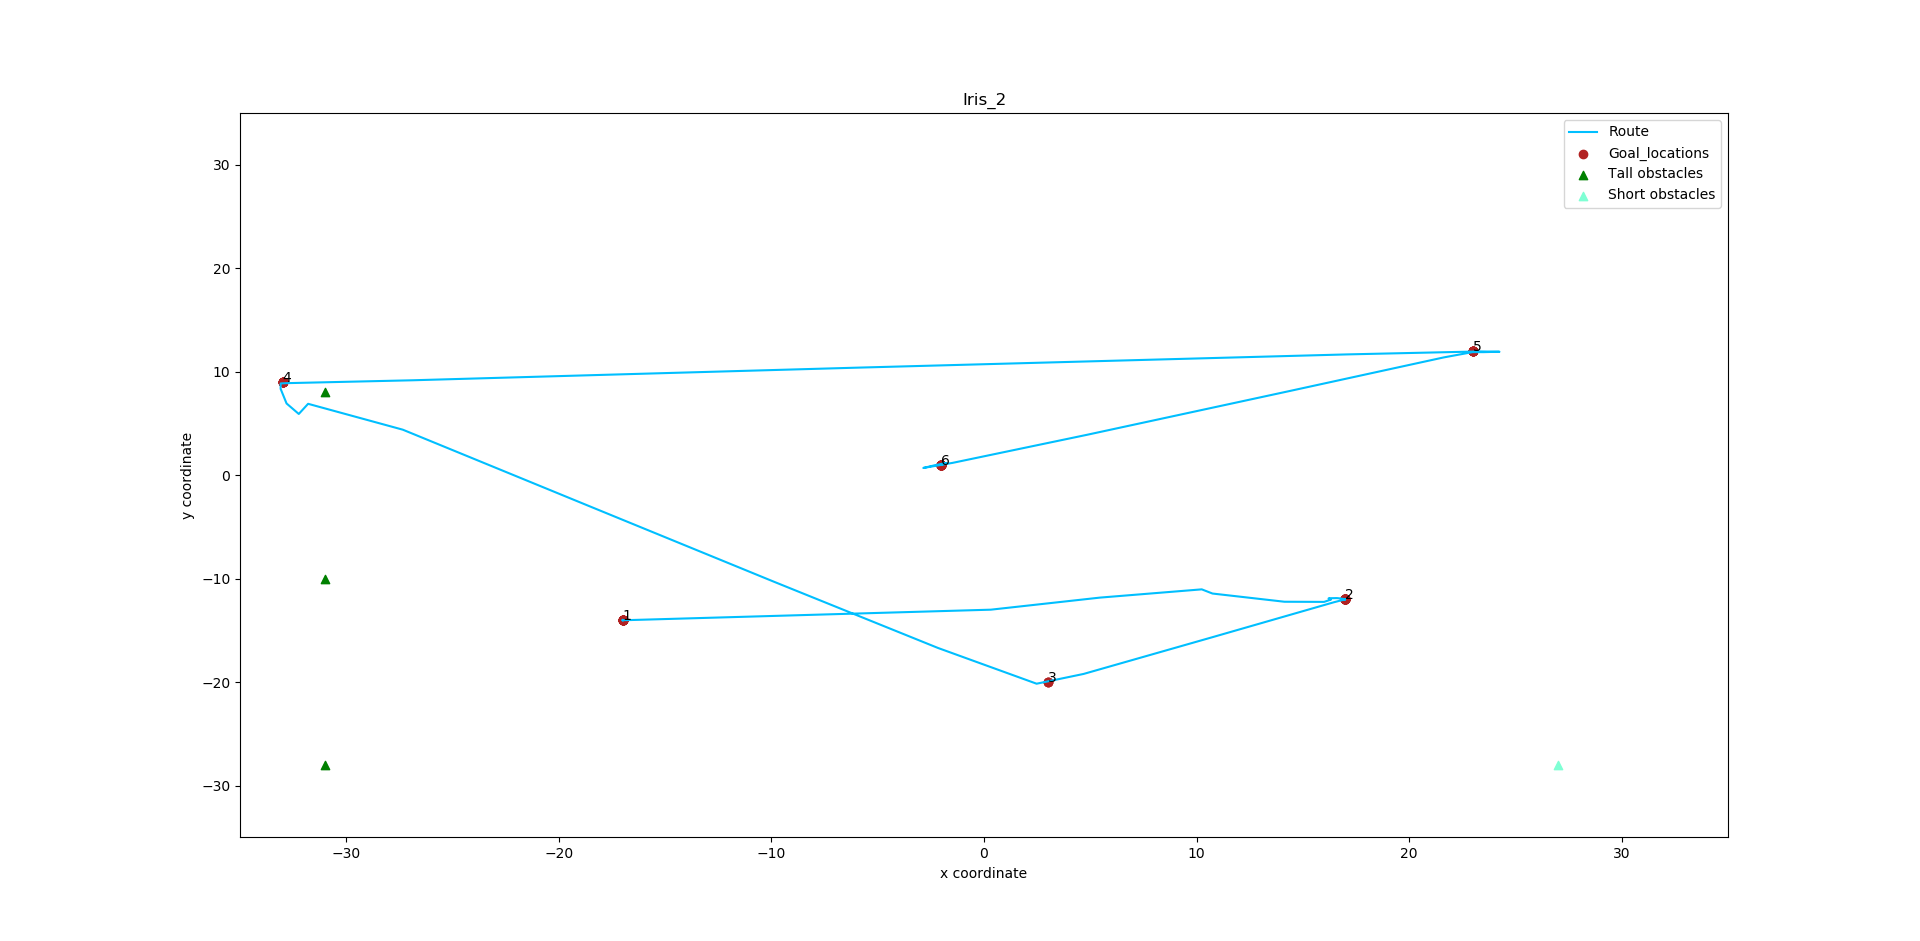 Iris_2
Route
Goal_locations
Tall obstacles
Short obstacles
30
20
10
0
−10
−20
−30
y coordinate
4
5
6
1
2
3
−30
−20
−10
0
10
20
30
x coordinate